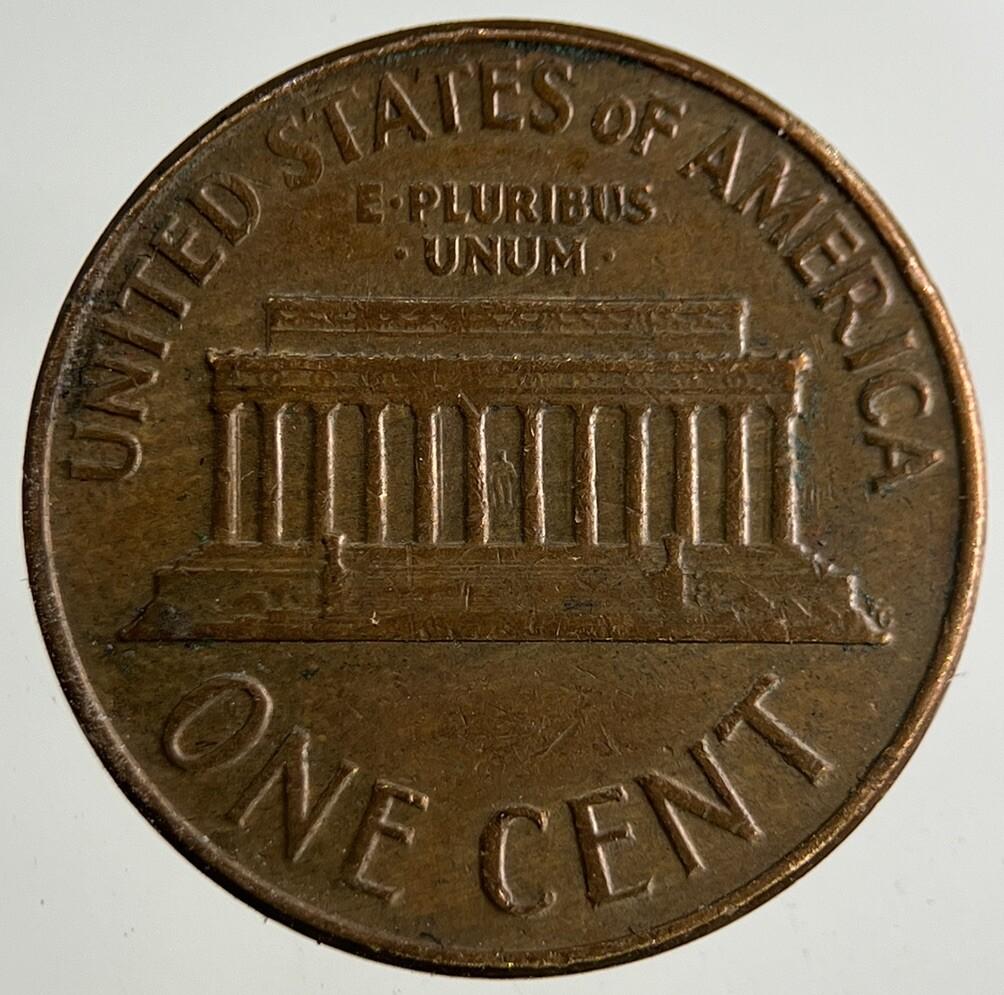 UNITED STATES OF AMERICA
E·PLURIBUS
·UNUM·
ONE CENT